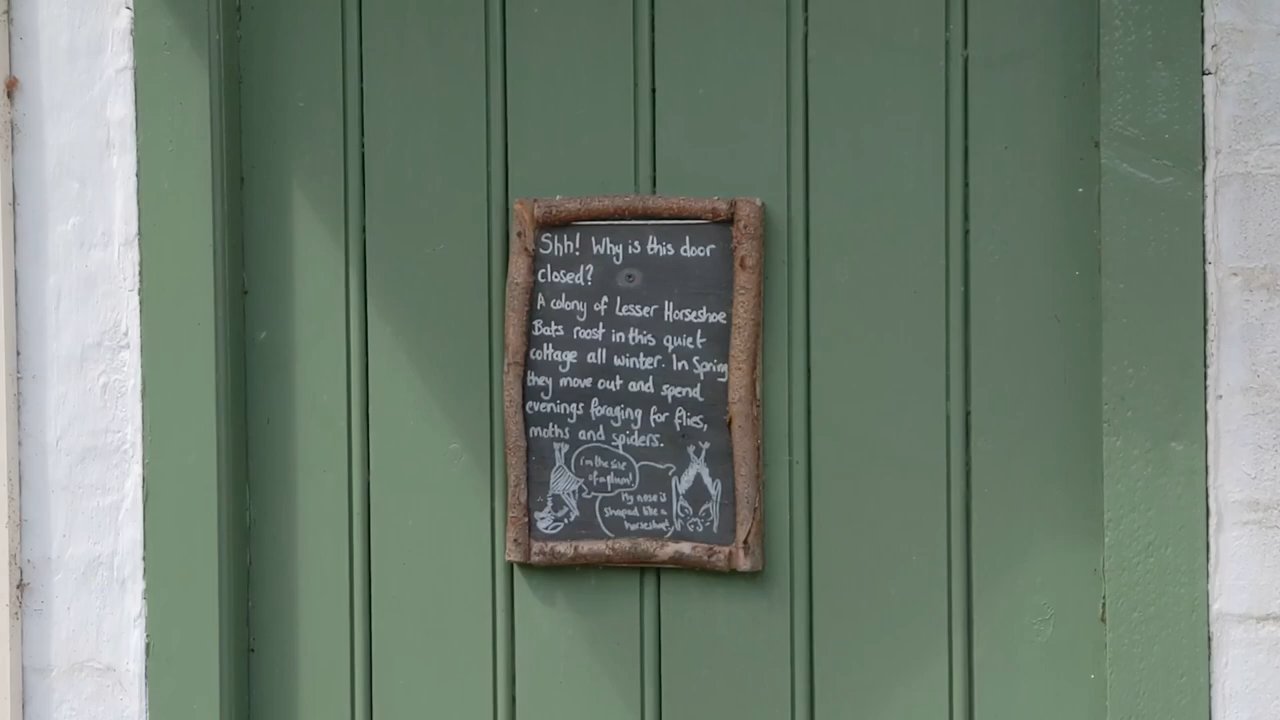 Shh! Why is this door
closed?
A colony of Lesser Horseshoe
Bats roost in this quiet
cottage all winter. In Spring
they move out and spend
evenings foraging for flies,
moths and spiders.
i'm the size
of a plum!
My nose is
shaped like a
horseshoe!